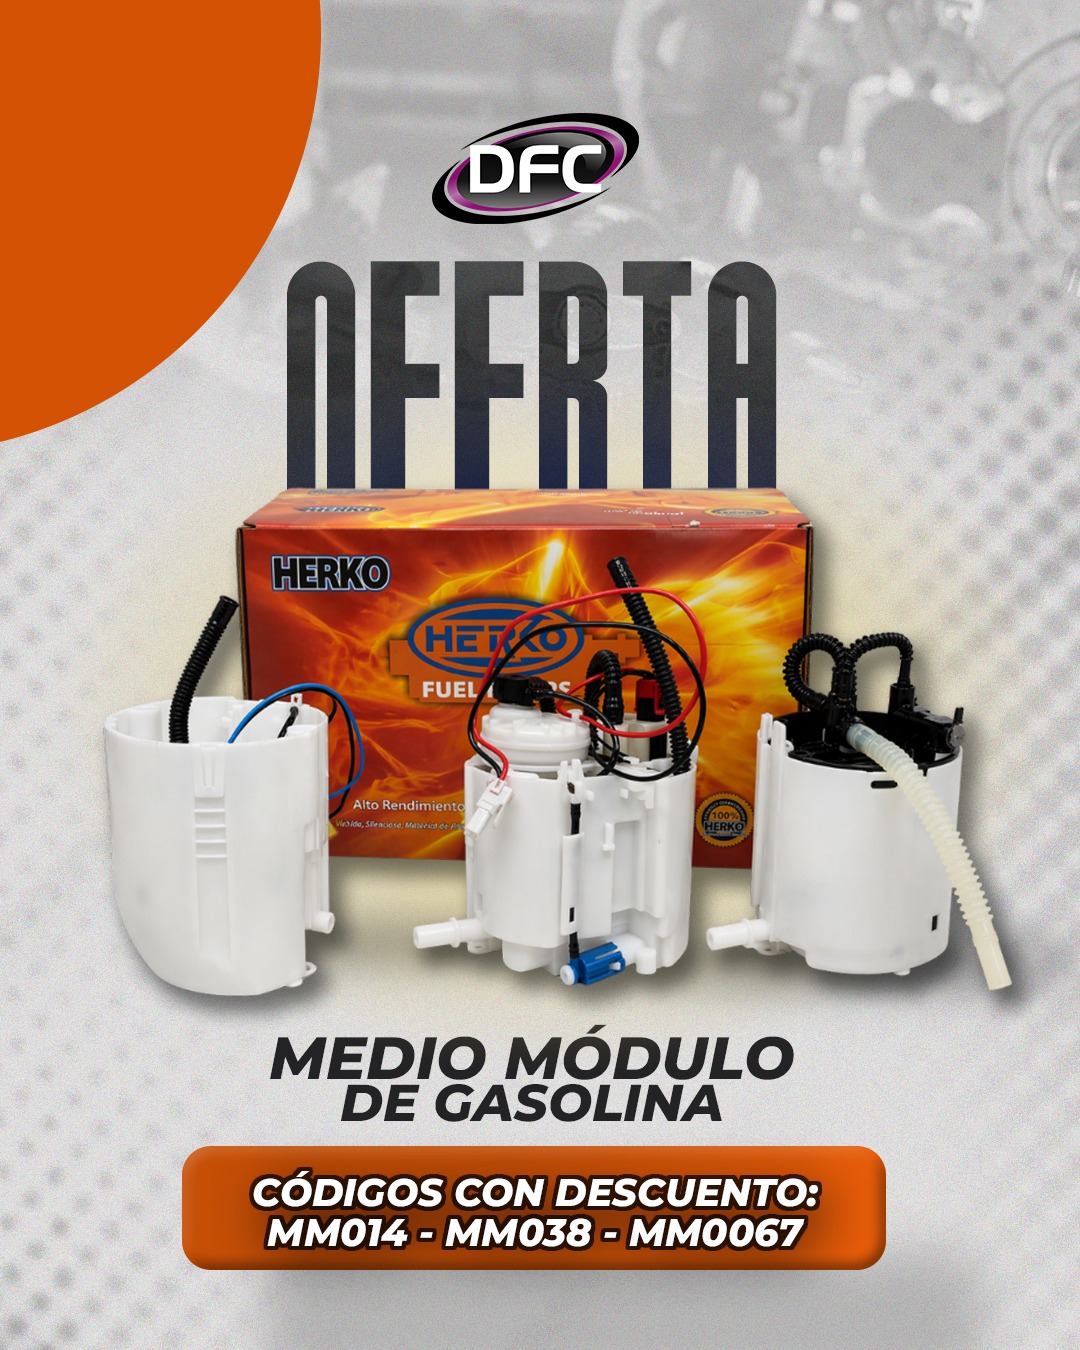 DFC
OFERTA
HERKO
HERKO
FUEL
Alto Rendimiento
100%
HERKO
MEDIO MÓDULO
DE GASOLINA
CÓDIGOS CON DESCUENTO:
MM014 - MM038 - MM0067